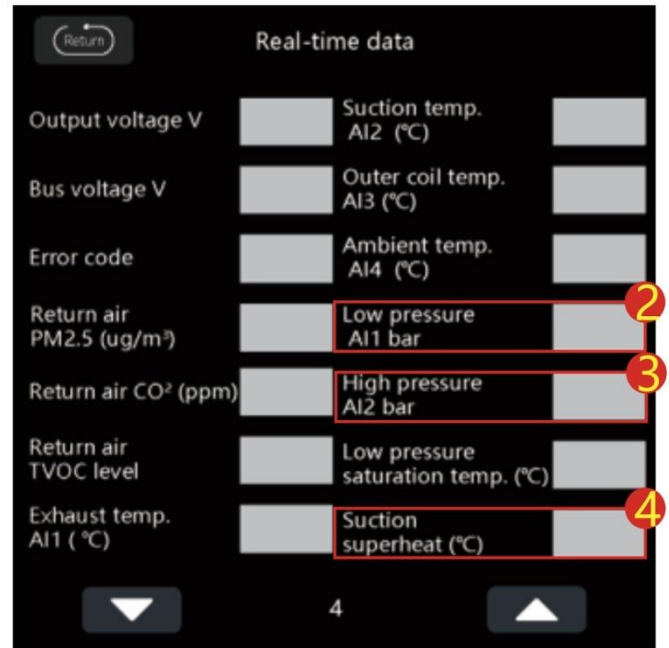 Return
Real-time data
Output voltage V
Suction temp.
AI2 (℃)
Bus voltage V
Outer coil temp.
AI3 (℃)
Error code
Ambient temp.
AI4 (℃)
Return air
PM2.5 (ug/m³)
Low pressure
AI1 bar
2
Return air CO² (ppm)
High pressure
AI2 bar
3
Return air
TVOC level
Low pressure
saturation temp. (℃)
Exhaust temp.
AI1 ( ℃)
Suction
superheat (℃)
4
4